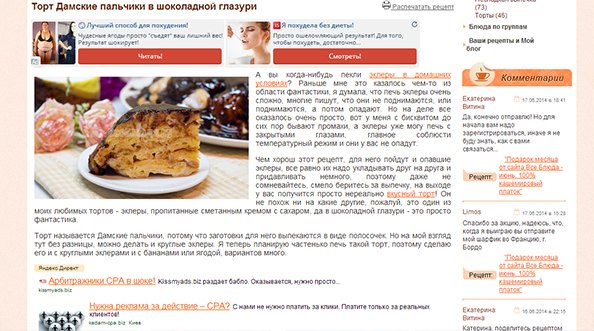 Торт Дамские пальчики в шоколадной глазури
Распечатать рецепт
Лучший способ для похудения!
Чудесные ягоды просто "съедят" ваш лишний вес!
Результат шокирует!
Читать!
Я похудела без диеты!
Просто ошеломляющий результат! Для того,
чтобы похудеть, достаточно...
Смотреть!
А вы когда-нибудь пекли эклеры в домашних
условиях? Раньше мне это казалось чем-то из
области фантастики, я думала, что печь эклеры очень
сложно, многие пишут, что они не поднимаются, или
поднимаются, а потом опадают. Но на деле все
оказалось очень просто, вот у меня с бисквитом до
сих пор бывают промахи, а эклеры уже могу печь с
закрытыми глазами, главное соблюсти
температурный режим и они у вас не опадут.
Чем хорош этот рецепт, для него пойдут и опавшие
эклеры, все равно их надо укладывать друг на друга и
придавливать немного, поэтому даже не
сомневайтесь, смело беритесь за выпечку, на выходе
у вас получится просто нереально вкусный торт! Он
не похож ни на какие другие, пожалуй, это один из
моих любимых тортов - эклеры, пропитанные сметанным кремом с сахаром, да в шоколадной глазури - это просто
фантастика.
Торт называется Дамские пальчики, потому что заготовки для него выпекаются в виде полосочек. Но на мой взгляд
тут без разницы, можно делать и круглые эклеры. Я теперь планирую частенько печь такой торт, поэтому сделаю
его и с круглыми эклерами и с бананами или ягодой, вариантов много.
Яндекс Директ
Арбитражники CPA в шоке! Kissmyads.biz раздает бабло. Оказывается, нужно просто...
kissmyads.biz
Нужна реклама за действие – CPA? С нами не нужно платить за клики. Платите только за реальных
клиентов!
kadam-cpa.biz Киев
(73)
Торты (46)
Блюда по группам
Ваши рецепты и Мой
блог
Комментарии
Екатерина
Витина
17.06.2014 в 18:41
Да, конечно отправлю! Но для
начала вам надо
зарегистрироваться, иначе я не
буду знать, как с вами
связаться...
Рецепт:
"Подарок месяца
от сайта Все Блюда -
июнь, 100%
кашемировый
платок"
Limos
17.06.2014 в 15:28
Спасибо за акцию, надеюсь, что,
когда я выиграю вы отправите
мой шарфик во Францию, г.
Бордо
Рецепт:
"Подарок месяца
от сайта Все Блюда -
июнь, 100%
кашемировый
платок"
Екатерина
Витина
16.06.2014 в 22:15
Катерина, поделитесь рецептом